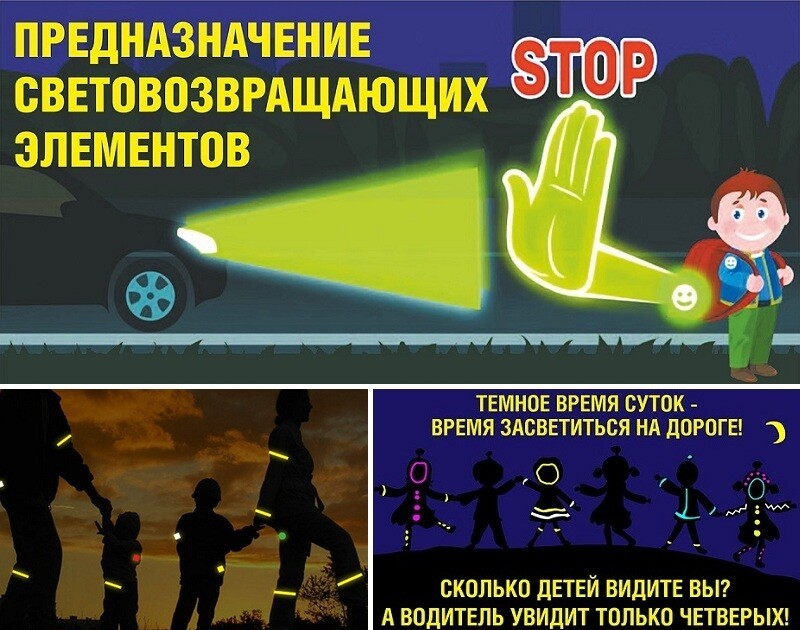 ПРЕДНАЗНАЧЕНИЕ
СВЕТОВОЗВРАЩАЮЩИХ
ЭЛЕМЕНТОВ
STOP
ТЕМНОЕ ВРЕМЯ СУТОК -
ВРЕМЯ ЗАСВЕТИТЬСЯ НА ДОРОГЕ!
СКОЛЬКО ДЕТЕЙ ВИДИТЕ ВЫ?
А ВОДИТЕЛЬ УВИДИТ ТОЛЬКО ЧЕТВЕРЫХ!